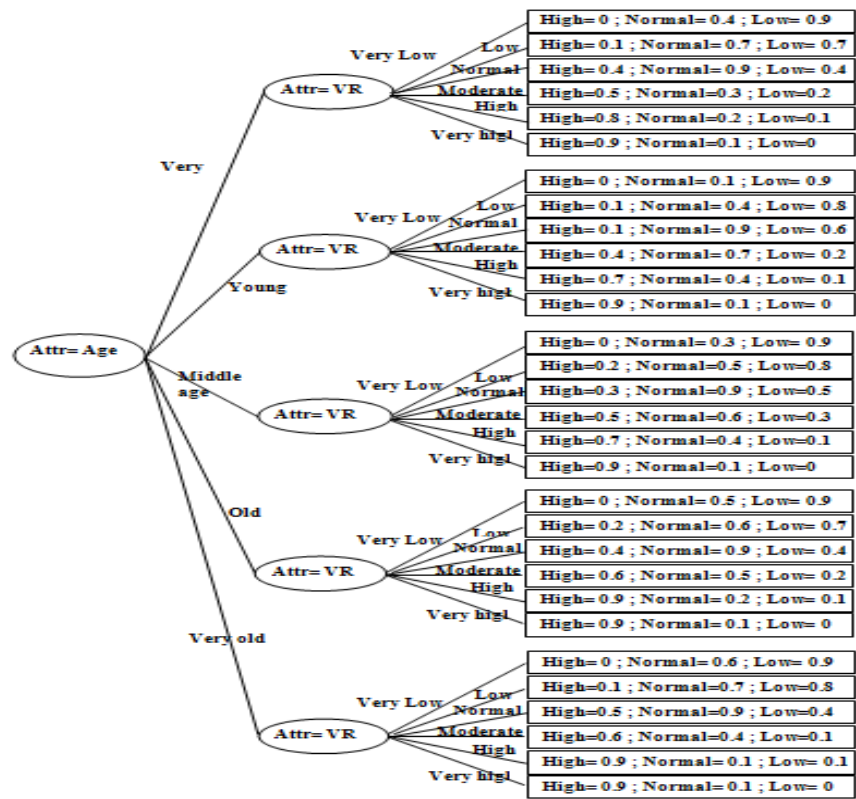 Attr= Age
Very
Young
Middle
age
Old
Very old
Attr= VR
Very Low
Low
Normal
Moderate
High
Very higl
High= 0 ; Normal= 0.4 ; Low= 0.9
High= 0.1 ; Normal= 0.7 ; Low= 0.7
High= 0.4 ; Normal= 0.9 ; Low= 0.4
High=0.5 ; Normal=0.3 ; Low=0.2
High=0.8 ; Normal=0.2 ; Low=0.1
High=0.9 ; Normal=0.1 ; Low=0
Attr= VR
Very Low
Low
Normal
Moderate
High
Very higl
High= 0 ; Normal= 0.1 ; Low= 0.9
High= 0.1 ; Normal= 0.4 ; Low= 0.8
High= 0.1 ; Normal= 0.9 ; Low= 0.6
High= 0.4 ; Normal= 0.7 ; Low= 0.2
High= 0.7 ; Normal= 0.4 ; Low= 0.1
High= 0.9 ; Normal= 0.1 ; Low= 0
Attr= VR
Very Low
Low
Normal
Moderate
High
Very higl
High= 0 ; Normal= 0.3 ; Low= 0.9
High=0.2 ; Normal=0.5 ; Low=0.8
High=0.3 ; Normal=0.9 ; Low=0.5
High=0.5 ; Normal=0.6 ; Low=0.3
High=0.7 ; Normal=0.4 ; Low=0.1
High=0.9 ; Normal=0.1 ; Low=0
Attr= VR
Very Low
Low
Normal
Moderate
High
Very higl
High= 0 ; Normal= 0.5 ; Low= 0.9
High= 0.2 ; Normal= 0.6 ; Low= 0.7
High= 0.4 ; Normal= 0.9 ; Low= 0.4
High= 0.6 ; Normal= 0.5 ; Low= 0.2
High= 0.9 ; Normal= 0.2 ; Low= 0.1
High= 0.9 ; Normal= 0.1 ; Low= 0
Attr= VR
Very Low
Low
Normal
Moderate
High
Very higl
High= 0 ; Normal= 0.6 ; Low= 0.9
High=0.1 ; Normal=0.7 ; Low=0.8
High=0.5 ; Normal=0.9 ; Low=0.4
High= 0.6 ; Normal= 0.4 ; Low= 0.1
High= 0.9 ; Normal= 0.1 ; Low= 0.1
High= 0.9 ; Normal= 0.1 ; Low= 0